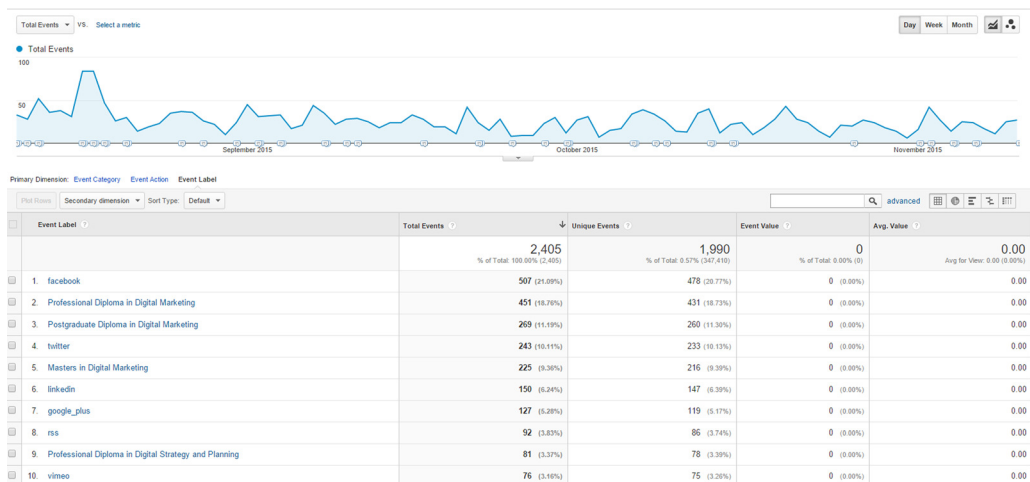 Total Events VS. Select a metric Day Week Month
Total Events
100
50
September 2015 October 2015 November 2015
Primary Dimension: Event Category Event Action Event Label
Plot Rows Secondary dimension Sort Type: Default advanced
Event Label ? Total Events ? Unique Events ? Event Value ? Avg. Value ?
2,405 1,990 0 0.00
% of Total: 100.00% (2,405) % of Total: 0.57% (347,410) % of Total: 0.00% (0) Avg for View: 0.00 (0.00%)
1. facebook 507 (21.09%) 478 (20.77%) 0 (0.00%) 0.00
2. Professional Diploma in Digital Marketing 451 (18.76%) 431 (18.73%) 0 (0.00%) 0.00
3. Postgraduate Diploma in Digital Marketing 269 (11.19%) 260 (11.30%) 0 (0.00%) 0.00
4. twitter 243 (10.11%) 233 (10.13%) 0 (0.00%) 0.00
5. Masters in Digital Marketing 225 (9.36%) 216 (9.39%) 0 (0.00%) 0.00
6. linkedin 150 (6.24%) 147 (6.39%) 0 (0.00%) 0.00
7. google_plus 127 (5.28%) 119 (5.17%) 0 (0.00%) 0.00
8. rss 92 (3.83%) 86 (3.74%) 0 (0.00%) 0.00
9. Professional Diploma in Digital Strategy and Planning 81 (3.37%) 78 (3.39%) 0 (0.00%) 0.00
10. vimeo 76 (3.16%) 75 (3.26%) 0 (0.00%) 0.00